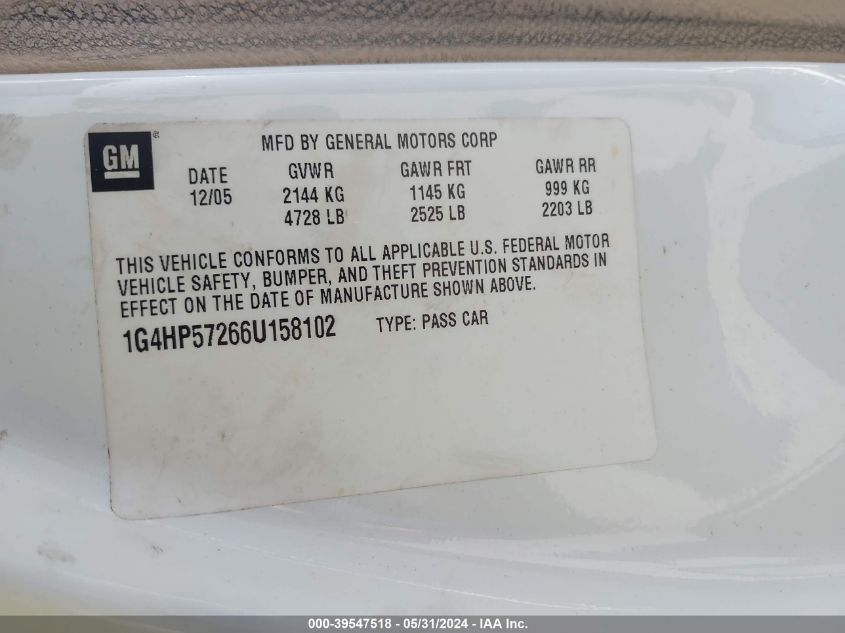 GM ®
MFD BY GENERAL MOTORS CORP
DATE GVWR GAWR FRT GAWR RR
12/05 2144 KG 1145 KG 999 KG
4728 LB 2525 LB 2203 LB
THIS VEHICLE CONFORMS TO ALL APPLICABLE U.S. FEDERAL MOTOR
VEHICLE SAFETY, BUMPER, AND THEFT PREVENTION STANDARDS IN
EFFECT ON THE DATE OF MANUFACTURE SHOWN ABOVE.
1G4HP57266U158102 TYPE: PASS CAR
000-39547518 - 05/31/2024 - IAA Inc.